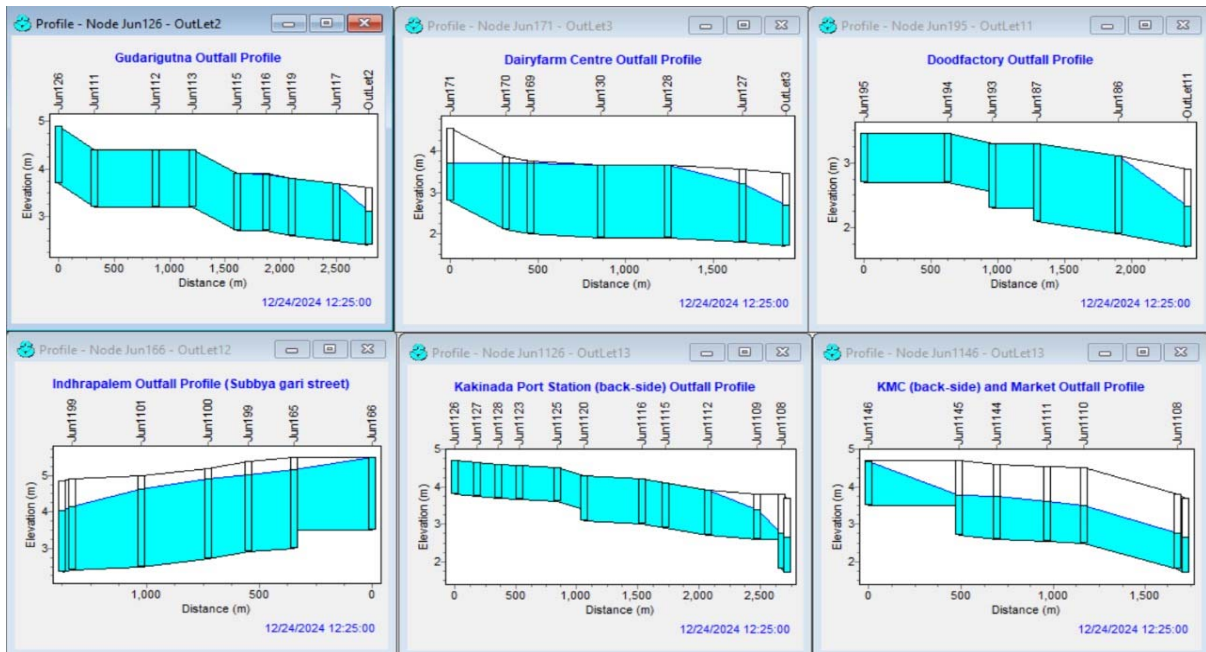 Profile - Node Jun126 - OutLet2
Gudarigutna Outfall Profile
Jun126
Jun111
Jun112
Jun113
Jun115
Jun116
Jun119
Jun117
OutLet2
Elevation (m)
5
4
3
0
500
1,000
1,500
2,000
2,500
Distance (m)
12/24/2024 12:25:00
Profile - Node Jun171 - OutLet3
Dairyfarm Centre Outfall Profile
Jun171
Jun170
Jun169
Jun130
Jun128
Jun127
OutLet3
Elevation (m)
4
3
2
0
500
1,000
1,500
Distance (m)
12/24/2024 12:25:00
Profile - Node Jun195 - OutLet11
Doodfactory Outfall Profile
Jun195
Jun194
Jun193
Jun187
Jun186
OutLet11
Elevation (m)
3
2
0
500
1,000
1,500
2,000
Distance (m)
12/24/2024 12:25:00
Profile - Node Jun166 - OutLet12
Indhrapalem Outfall Profile (Subbya gari street)
Jun1199
Jun1101
Jun1100
Jun199
Jun165
Jun166
Elevation (m)
5
4
3
1,000
500
0
Distance (m)
12/24/2024 12:25:00
Profile - Node Jun1126 - OutLet13
Kakinada Port Station (back-side) Outfall Profile
Jun1126
Jun127
Jun128
Jun123
Jun1125
Jun1120
Jun1116
Jun1115
Jun1112
Jun1109
Jun1108
Elevation (m)
5
4
3
2
0
500
1,000
1,500
2,000
2,500
Distance (m)
12/24/2024 12:25:00
Profile - Node Jun1146 - OutLet13
KMC (back-side) and Market Outfall Profile
Jun1146
Jun1145
Jun1144
Jun1111
Jun1110
Jun1108
Elevation (m)
5
4
3
2
0
500
1,000
1,500
Distance (m)
12/24/2024 12:25:00